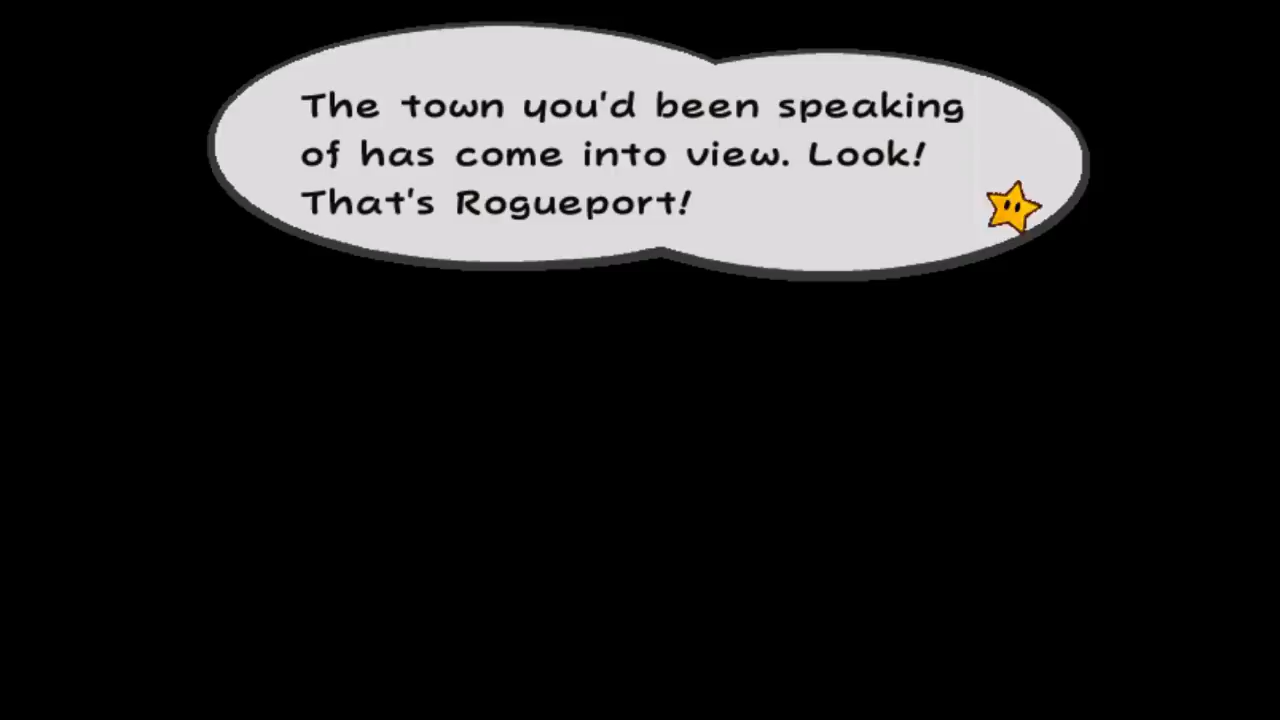 The town you'd been speaking
of has come into view. Look!
That's Rogueport!